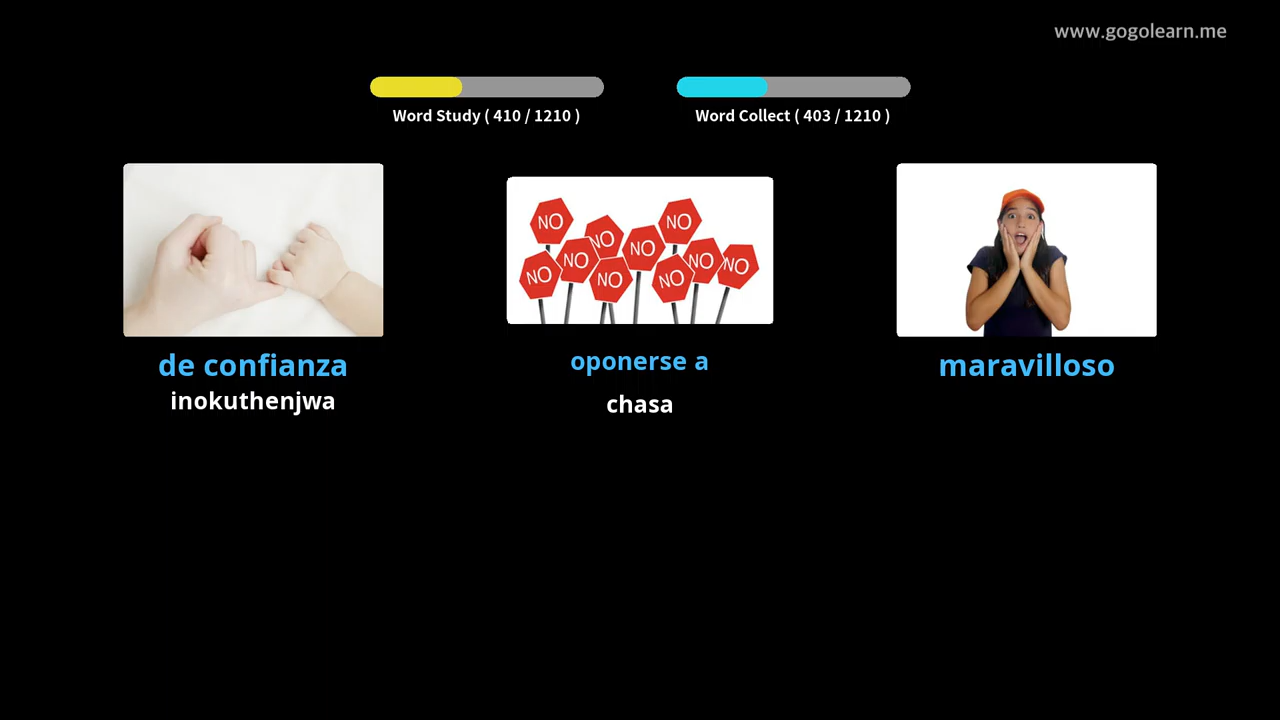 www.gogolearn.me
Word Study ( 410 / 1210 )
Word Collect ( 403 / 1210 )
NO
NO
NO
NO
NO
NO
NO
NO
NO
NO
de confianza
inokuthenjwa
oponerse a
chasa
maravilloso